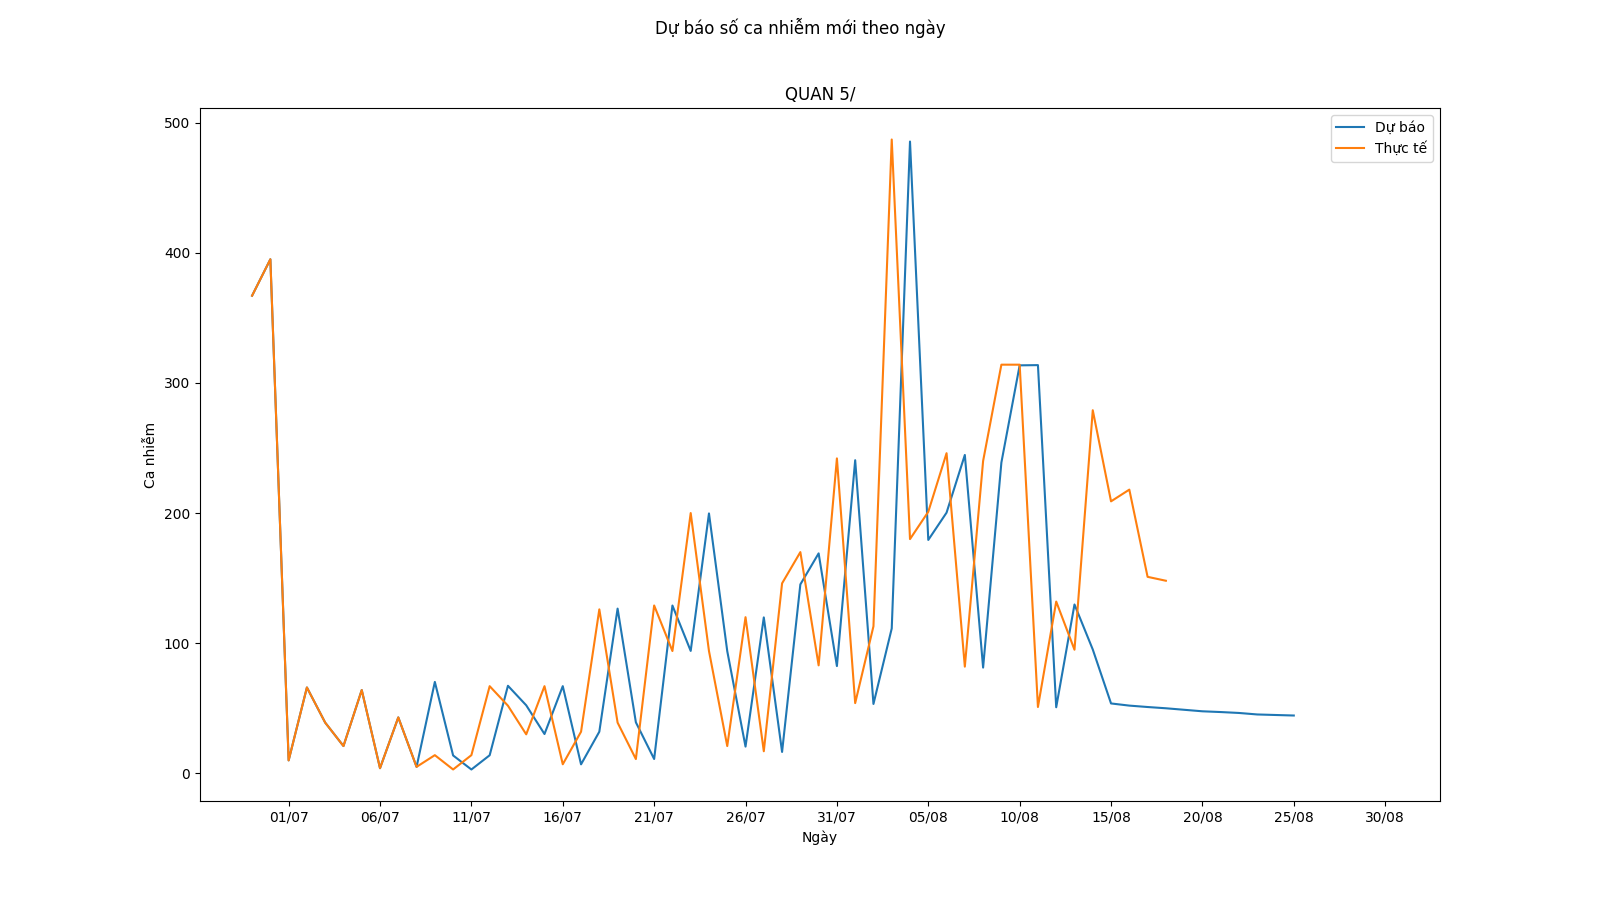 Dự báo số ca nhiễm mới theo ngày
QUAN 5/
Dự báo
Thực tế
500
400
300
200
100
0
Ca nhiễm
01/07 06/07 11/07 16/07 21/07 26/07 31/07 05/08 10/08 15/08 20/08 25/08 30/08
Ngày